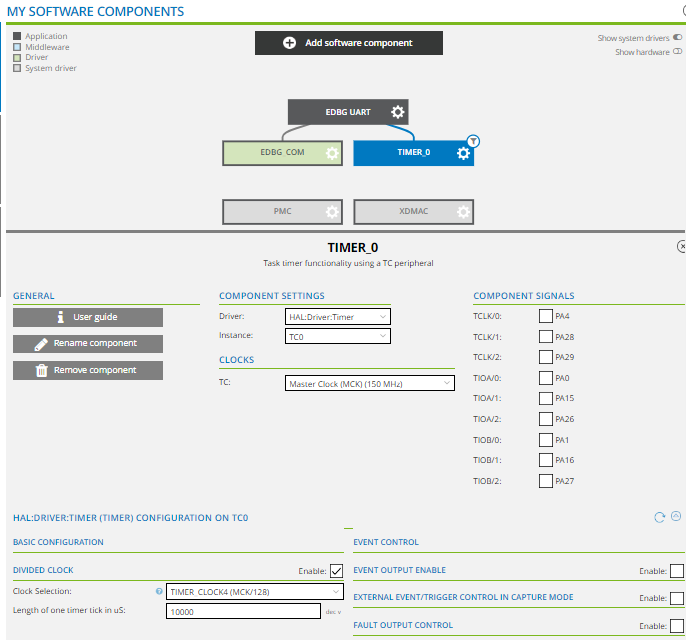 MY SOFTWARE COMPONENTS
Application
Middleware
Driver
System driver
Add software component
Show system drivers
Show hardware
EDBG UART
EDBG_COM
TIMER_0
PMC
XDMAC
TIMER_0
Task timer functionality using a TC peripheral
GENERAL
User guide
Rename component
Remove component
COMPONENT SETTINGS
Driver: HAL:Driver:Timer
Instance: TC0
CLOCKS
TC: Master Clock (MCK) (150 MHz)
COMPONENT SIGNALS
TCLK/0: PA4
TCLK/1: PA28
TCLK/2: PA29
TIOA/0: PA0
TIOA/1: PA15
TIOA/2: PA26
TIOB/0: PA1
TIOB/1: PA16
TIOB/2: PA27
HAL:DRIVER:TIMER (TIMER) CONFIGURATION ON TC0
BASIC CONFIGURATION
DIVIDED CLOCK Enable:
Clock Selection: TIMER_CLOCK4 (MCK/128)
Length of one timer tick in uS: 10000 dec
EVENT CONTROL
EVENT OUTPUT ENABLE Enable:
EXTERNAL EVENT/TRIGGER CONTROL IN CAPTURE MODE Enable:
FAULT OUTPUT CONTROL Enable: